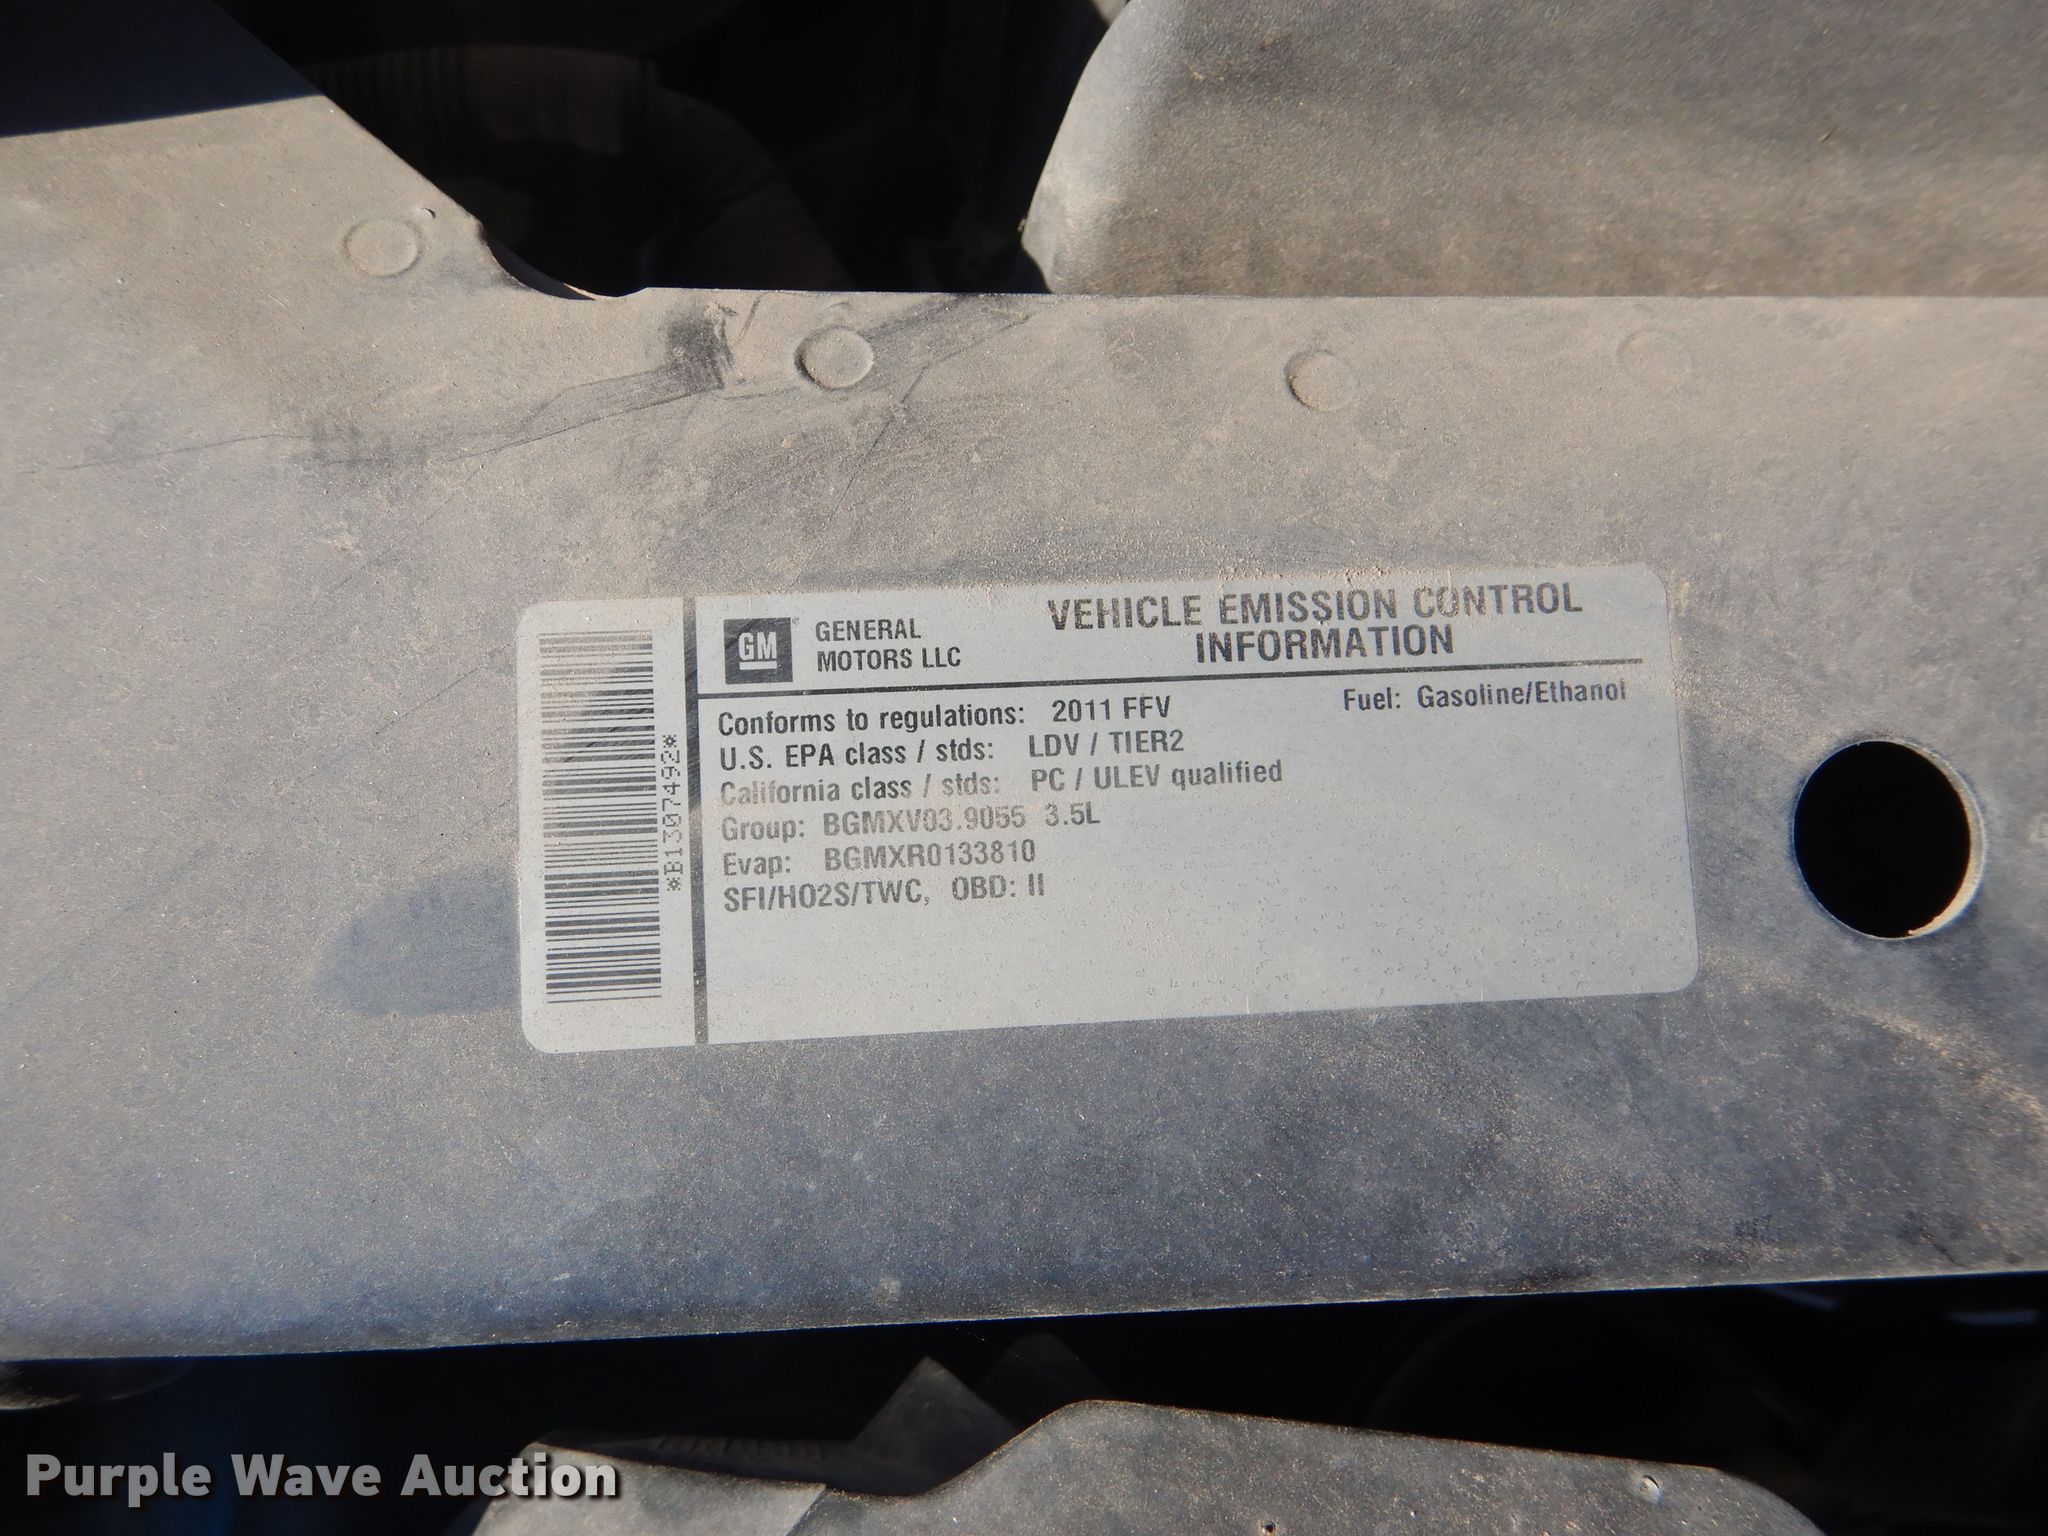 GM
GENERAL
MOTORS LLC
VEHICLE EMISSION CONTROL
INFORMATION
Conforms to regulations: 2011 FFV
Fuel: Gasoline/Ethanol
U.S. EPA class / stds: LDV / TIER2
California class / stds: PC / ULEV qualified
Group: BGMXV03.9055 3.5L
Evap: BGMXR0133810
SFI/HO2S/TWC, OBD: II
*B13074492*
Purple Wave Auction